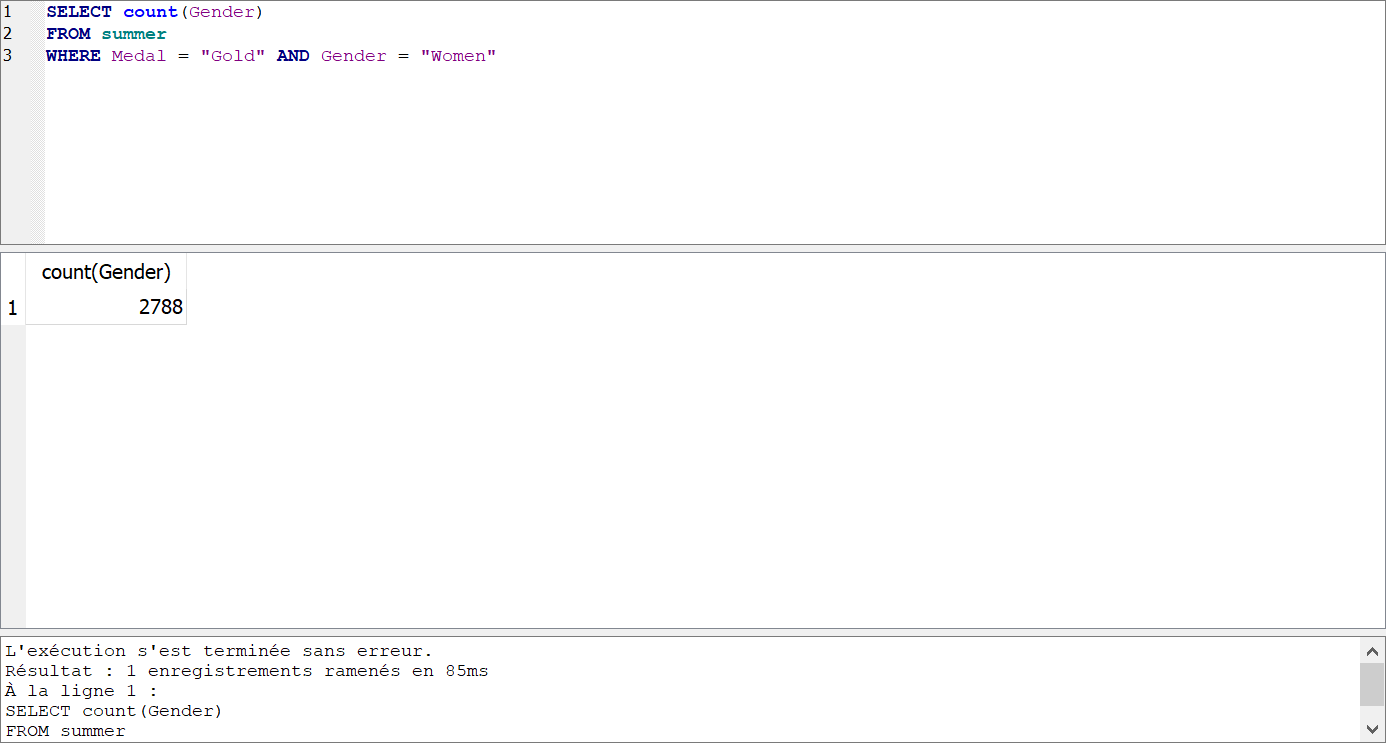 1 SELECT count(Gender)
2 FROM summer
3 WHERE Medal = "Gold" AND Gender = "Women"
count(Gender)
1 2788
L'exécution s'est terminée sans erreur.
Résultat : 1 enregistrements ramenés en 85ms
À la ligne 1 :
SELECT count(Gender)
FROM summer